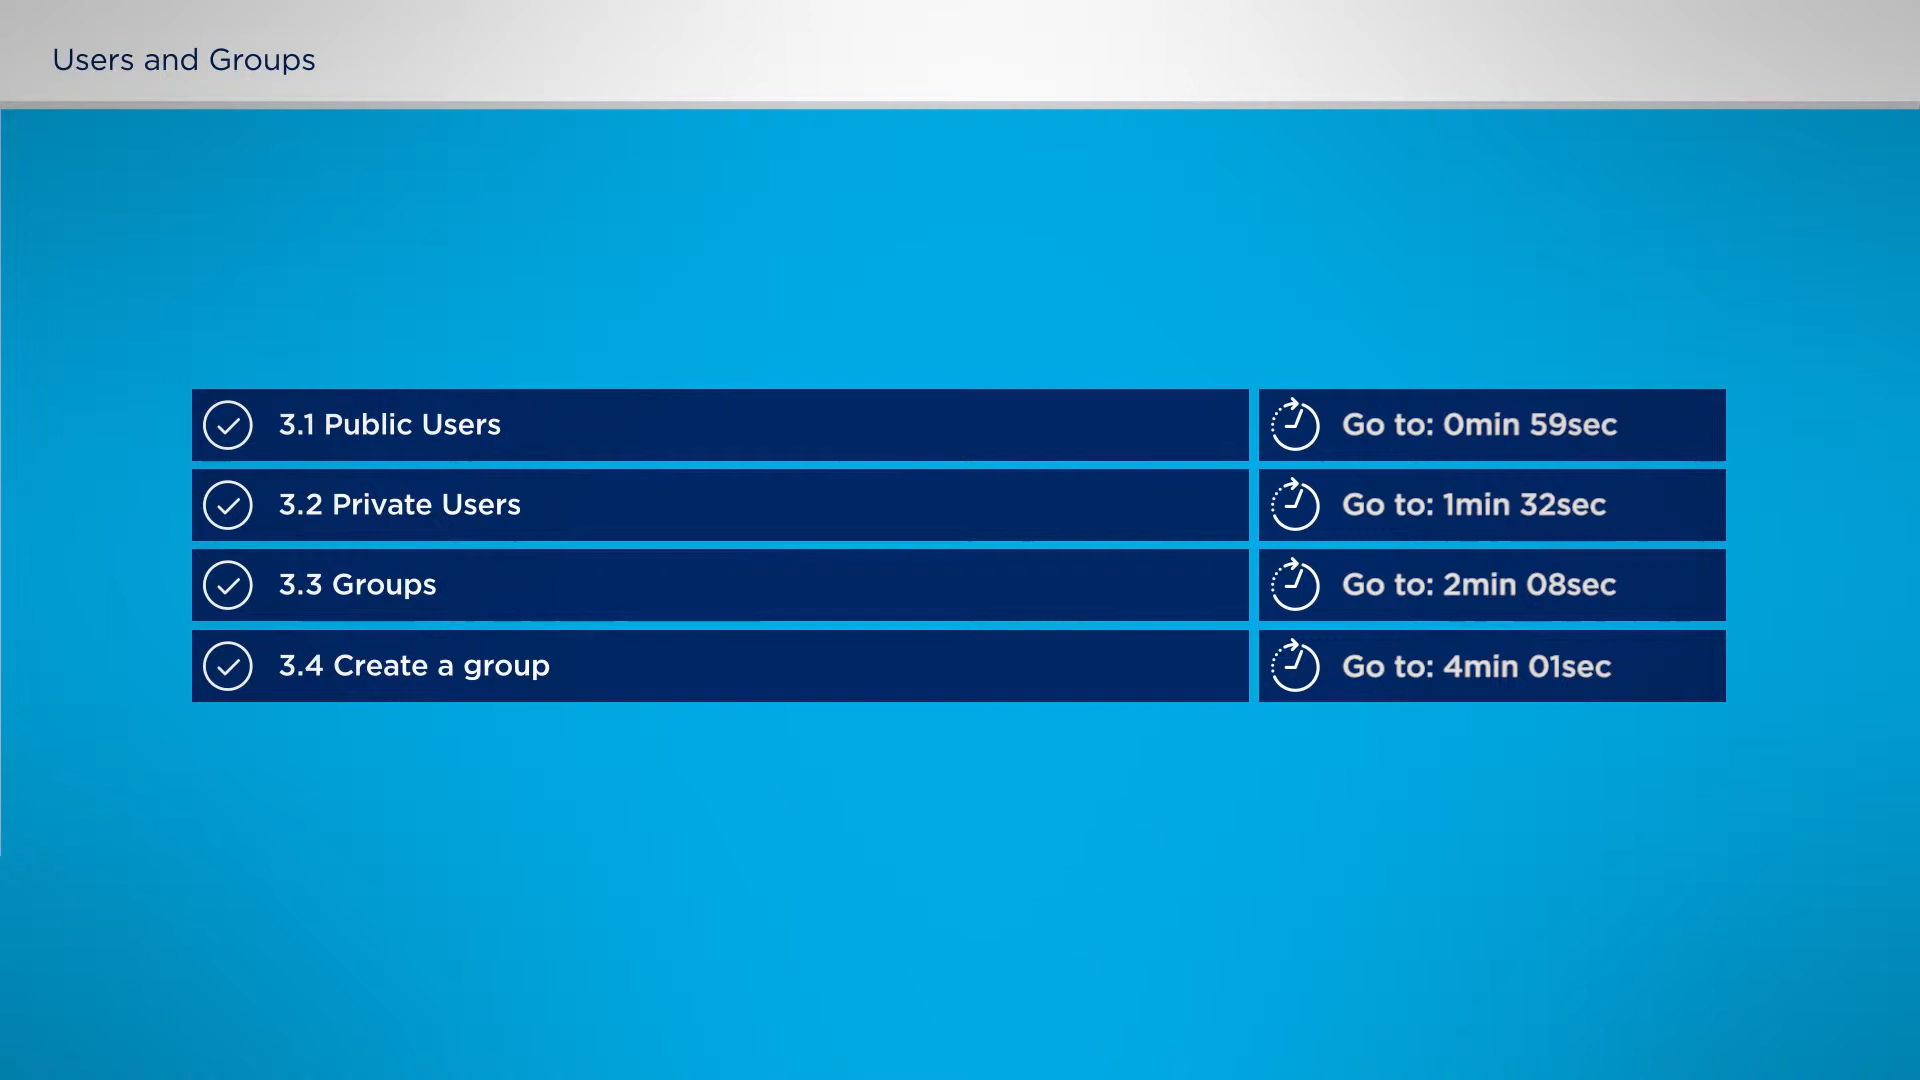 Users and Groups
3.1 Public Users
Go to: 0min 59sec
3.2 Private Users
Go to: 1min 32sec
3.3 Groups
Go to: 2min 08sec
3.4 Create a group
Go to: 4min 01sec